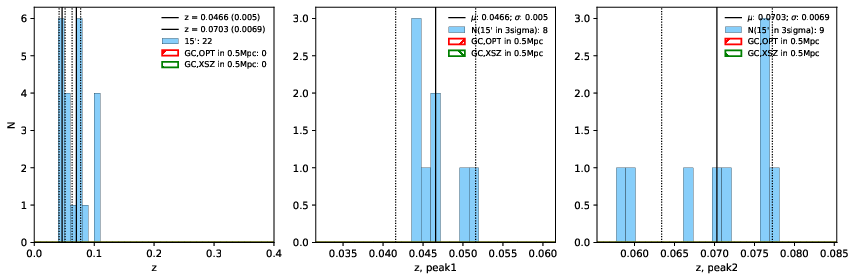 z = 0.0466 (0.005)
z = 0.0703 (0.0069)
15': 22
GC,OPT in 0.5Mpc: 0
GC,XSZ in 0.5Mpc: 0
N
6
5
4
3
2
1
0
0.0 0.1 0.2 0.3 0.4
z
μ: 0.0466; σ: 0.005
N(15' in 3sigma): 8
GC,OPT in 0.5Mpc
GC,XSZ in 0.5Mpc
3.0
2.5
2.0
1.5
1.0
0.5
0.0
0.035 0.040 0.045 0.050 0.055 0.060
z, peak1
μ: 0.0703; σ: 0.0069
N(15' in 3sigma): 9
GC,OPT in 0.5Mpc
GC,XSZ in 0.5Mpc
3.0
2.5
2.0
1.5
1.0
0.5
0.0
0.055 0.060 0.065 0.070 0.075 0.080 0.085
z, peak2